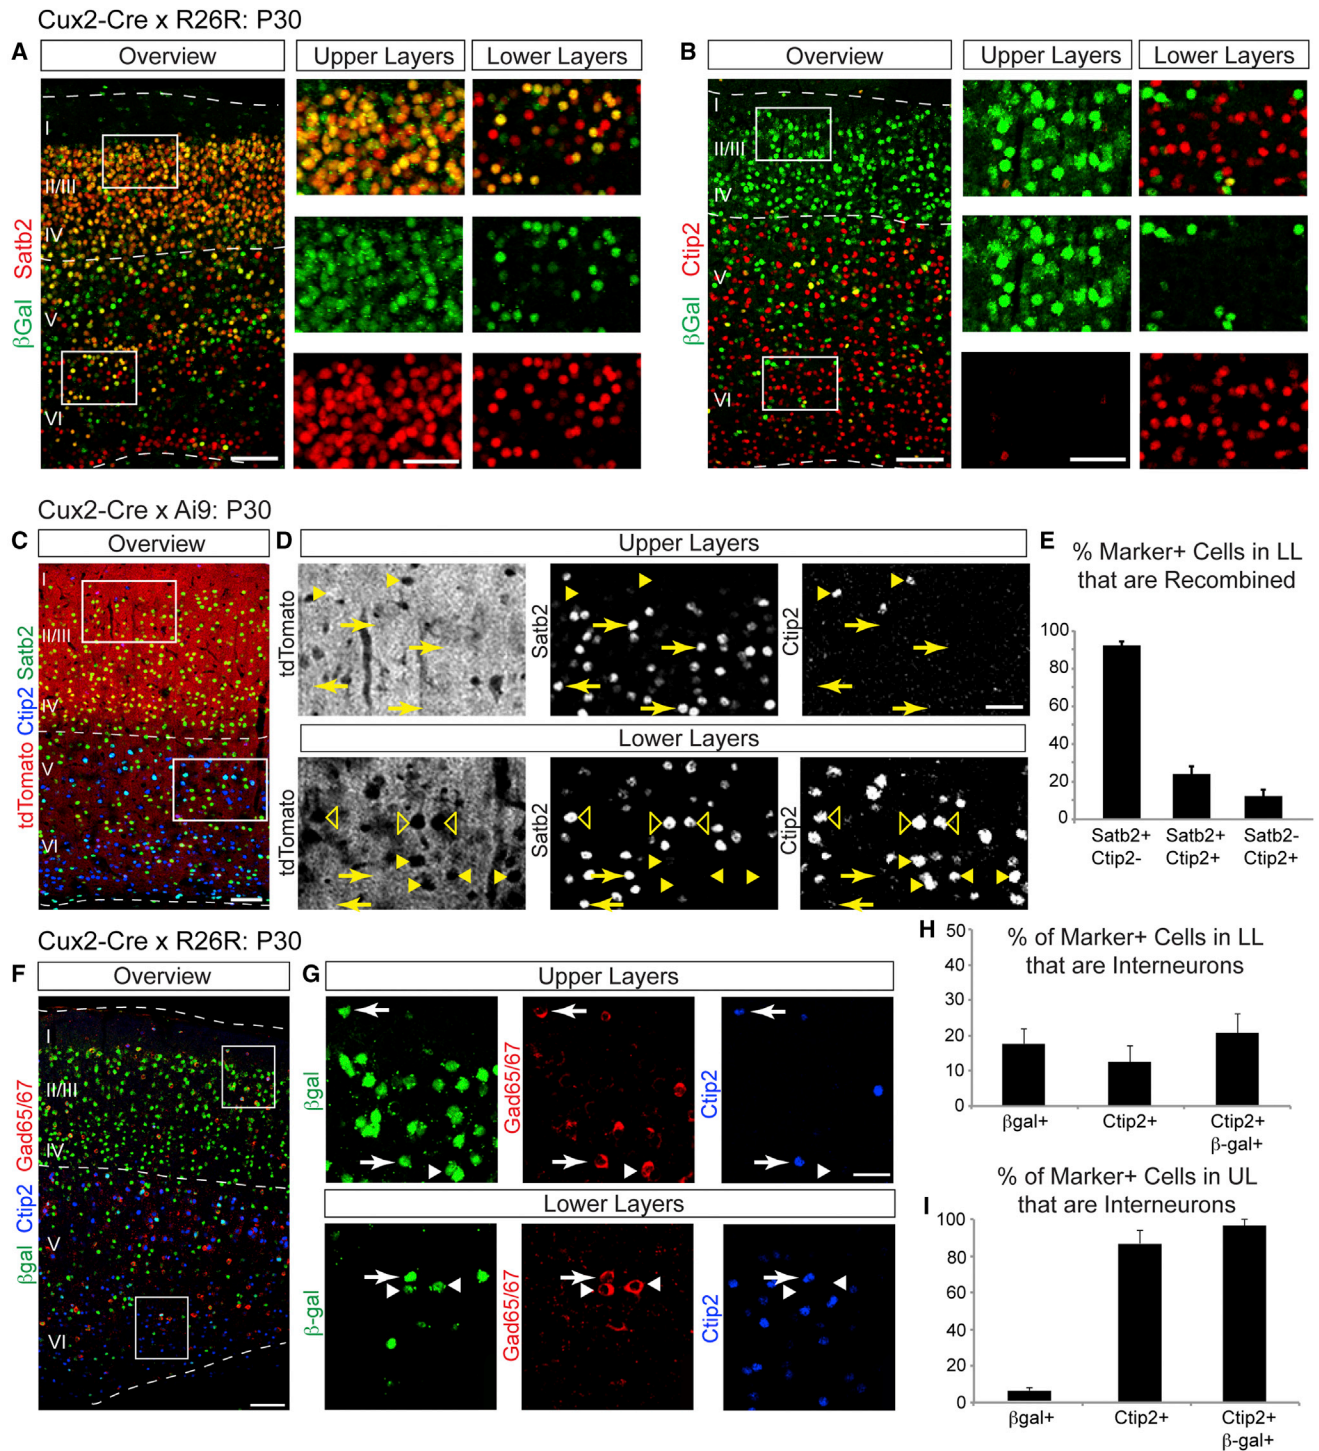 Cux2-Cre x R26R: P30
A
Overview
Upper Layers
Lower Layers
βGal Satb2
I
II/III
IV
V
VI
B
Overview
Upper Layers
Lower Layers
βGal Ctip2
I
II/III
IV
V
VI
Cux2-Cre x Ai9: P30
C
Overview
tdTomato Ctip2 Satb2
I
II/III
IV
V
VI
D
Upper Layers
tdTomato
Satb2
Ctip2
Lower Layers
tdTomato
Satb2
Ctip2
E
% Marker+ Cells in LL
that are Recombined
100
80
60
40
20
0
Satb2+ Satb2+ Satb2-
Ctip2- Ctip2+ Ctip2+
Cux2-Cre x R26R: P30
F
Overview
βgal Ctip2 Gad65/67
I
II/III
IV
V
VI
G
Upper Layers
βgal
Gad65/67
Ctip2
Lower Layers
β-gal
Gad65/67
Ctip2
H
% of Marker+ Cells in LL
that are Interneurons
50
40
30
20
10
0
βgal+ Ctip2+ Ctip2+
β-gal+
I
% of Marker+ Cells in UL
that are Interneurons
100
80
60
40
20
0
βgal+ Ctip2+ Ctip2+
β-gal+